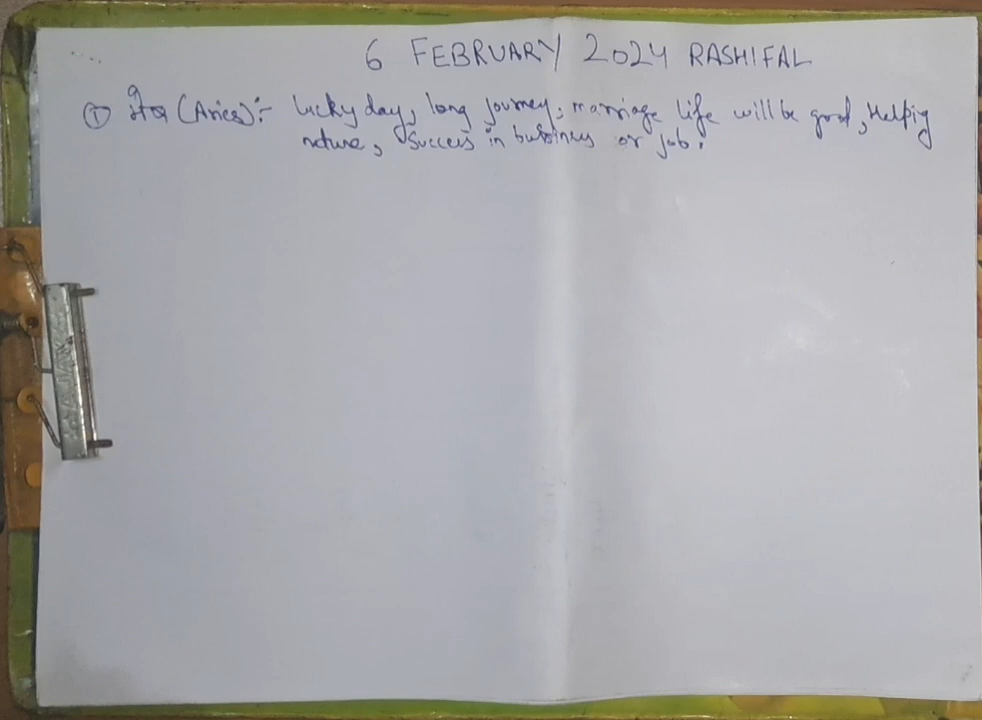 6 FEBRUARY 2024 RASHIFAL
① मेष (Aries):- lucky day, long journey, marriage life will be good, Helping
nature, Success in bussiness or job.